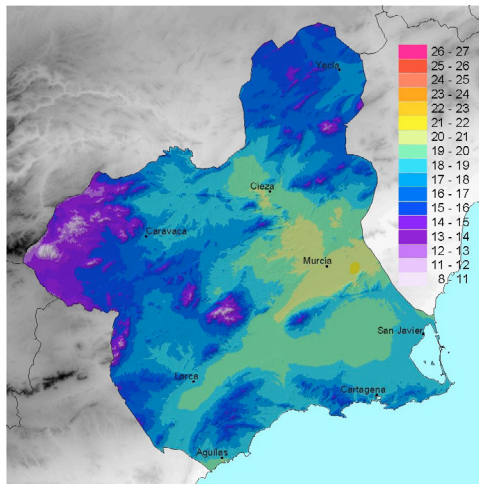 Yecla
26 - 27
25 - 26
24 - 25
23 - 24
22 - 23
21 - 22
20 - 21
19 - 20
18 - 19
17 - 18
16 - 17
15 - 16
14 - 15
13 - 14
12 - 13
11 - 12
8 - 11
Cieza
Caravaca
Murcia
San Javier
Lorca
Cartagena
Aguilas